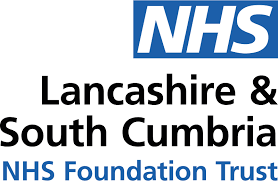 NHS
Lancashire &
South Cumbria
NHS Foundation Trust